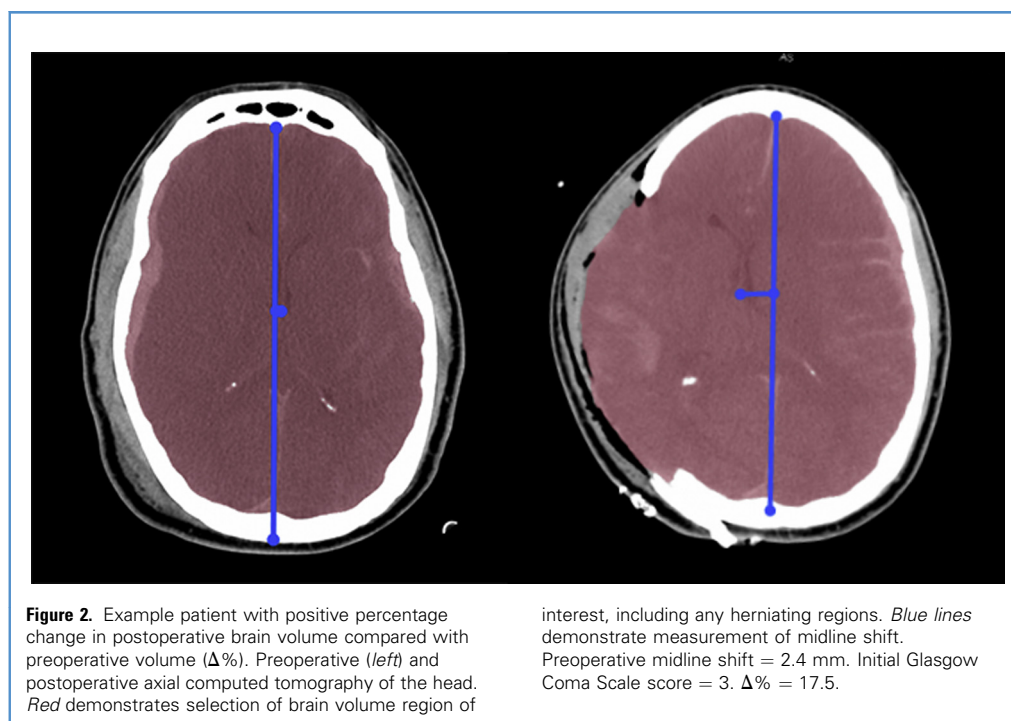 AS
Figure 2. Example patient with positive percentage
change in postoperative brain volume compared with
preoperative volume (Δ%). Preoperative (left) and
postoperative axial computed tomography of the head.
Red demonstrates selection of brain volume region of
interest, including any herniating regions. Blue lines
demonstrate measurement of midline shift.
Preoperative midline shift = 2.4 mm. Initial Glasgow
Coma Scale score = 3. Δ% = 17.5.